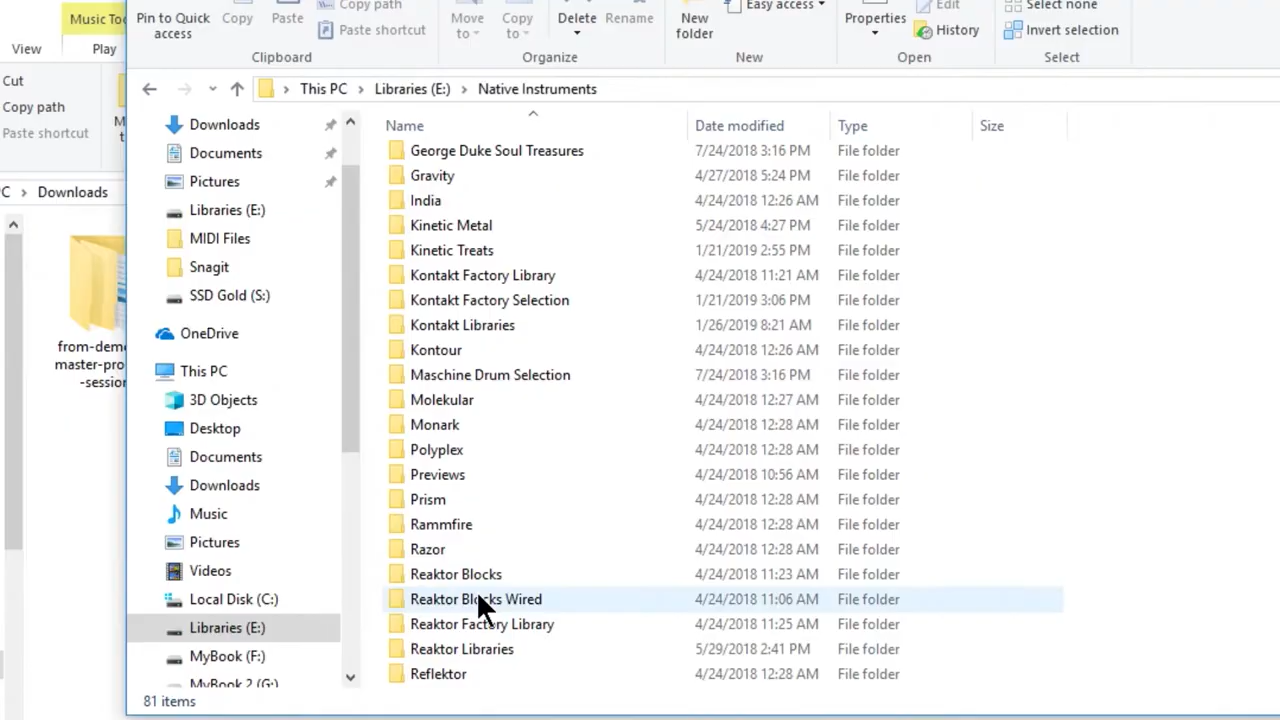 Music Too
View
Play
Cut
Copy path
Paste shortcut
Downloads
from-dem
master-pro
-session
Pin to Quick access
Copy
Paste
Copy path
Paste shortcut
Clipboard
Move to
Copy to
Delete
Rename
Organize
New folder
Easy access
New
Properties
Edit
History
Open
Select none
Invert selection
Select
This PC
Libraries (E:)
Native Instruments
Downloads
Documents
Pictures
Libraries (E:)
MIDI Files
Snagit
SSD Gold (S:)
OneDrive
This PC
3D Objects
Desktop
Documents
Downloads
Music
Pictures
Videos
Local Disk (C:)
Libraries (E:)
MyBook (F:)
MyBook 2 (G:)
Name Date modified Type Size
George Duke Soul Treasures 7/24/2018 3:16 PM File folder
Gravity 4/27/2018 5:24 PM File folder
India 4/24/2018 12:26 AM File folder
Kinetic Metal 5/24/2018 4:27 PM File folder
Kinetic Treats 1/21/2019 2:55 PM File folder
Kontakt Factory Library 4/24/2018 11:21 AM File folder
Kontakt Factory Selection 1/21/2019 3:06 PM File folder
Kontakt Libraries 1/26/2019 8:21 AM File folder
Kontour 4/24/2018 12:26 AM File folder
Maschine Drum Selection 7/24/2018 3:16 PM File folder
Molekular 4/24/2018 12:27 AM File folder
Monark 4/24/2018 12:28 AM File folder
Polyplex 4/24/2018 12:28 AM File folder
Previews 4/24/2018 10:56 AM File folder
Prism 4/24/2018 12:28 AM File folder
Rammfire 4/24/2018 12:28 AM File folder
Razor 4/24/2018 12:28 AM File folder
Reaktor Blocks 4/24/2018 11:23 AM File folder
Reaktor Blocks Wired 4/24/2018 11:06 AM File folder
Reaktor Factory Library 4/24/2018 11:25 AM File folder
Reaktor Libraries 5/29/2018 2:41 PM File folder
Reflektor 4/24/2018 12:28 AM File folder
81 items